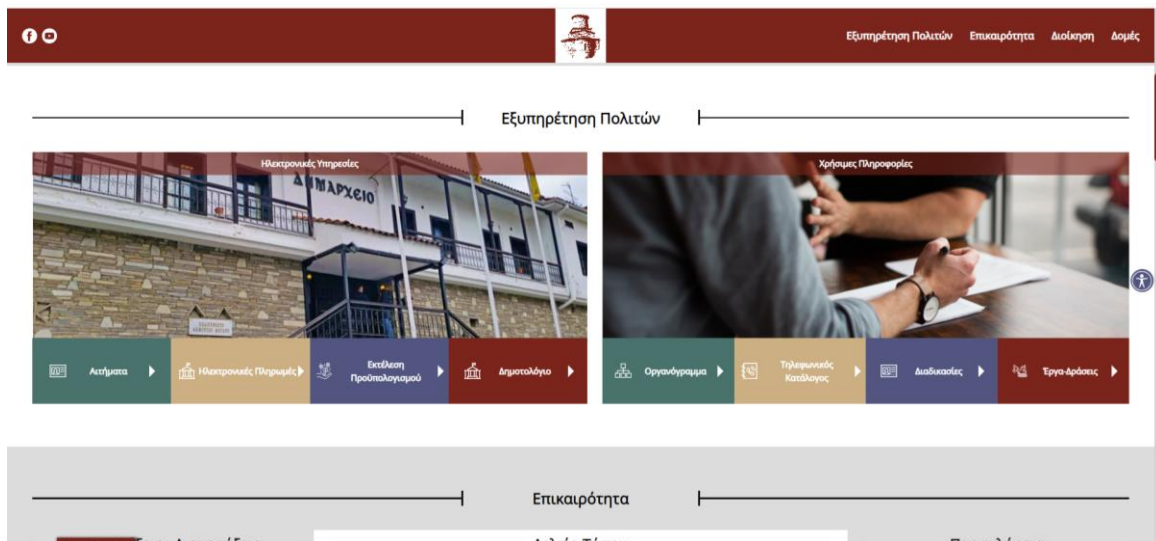 Εξυπηρέτηση Πολιτών Επικαιρότητα Διοίκηση Δομές
Εξυπηρέτηση Πολιτών
Ηλεκτρονικές Υπηρεσίες
ΔΗΜΑΡΧΕΙΟ
Αιτήματα
Ηλεκτρονικές Πληρωμές
Εκτέλεση
Προϋπολογισμού
Δημοτολόγιο
Χρήσιμες Πληροφορίες
Οργανόγραμμα
Τηλεφωνικός
Κατάλογος
Διαδικασίες
Έργα-Δράσεις
Επικαιρότητα